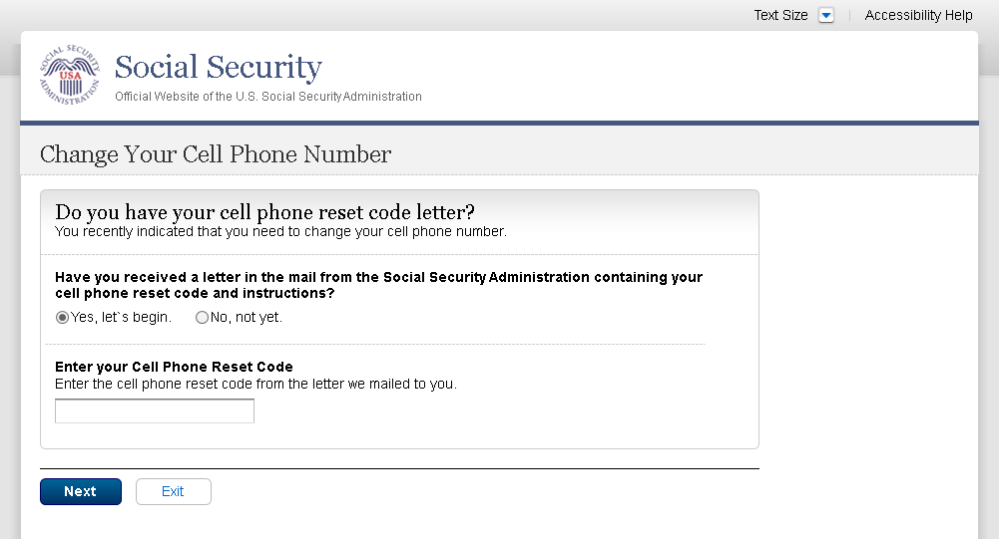 Text Size
Accessibility Help
SOCIAL SECURITY ADMINISTRATION
USA
Social Security
Official Website of the U.S. Social Security Administration
Change Your Cell Phone Number
Do you have your cell phone reset code letter?
You recently indicated that you need to change your cell phone number.
Have you received a letter in the mail from the Social Security Administration containing your
cell phone reset code and instructions?
Yes, let`s begin.
No, not yet.
Enter your Cell Phone Reset Code
Enter the cell phone reset code from the letter we mailed to you.
Next
Exit